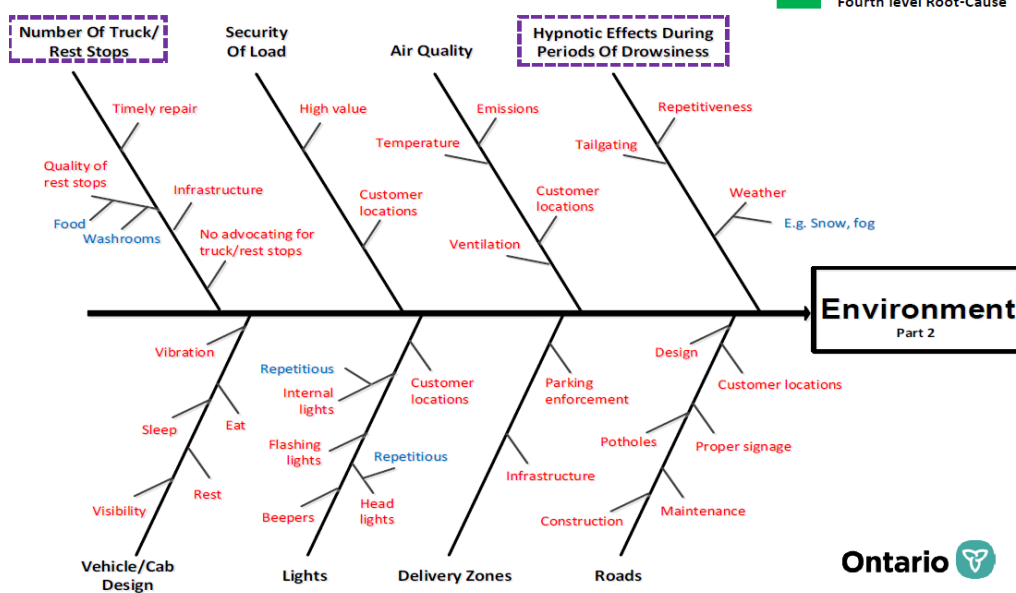 Fourth level Root-Cause
Number Of Truck/
Rest Stops
Security
Of Load
Air Quality
Hypnotic Effects During
Periods Of Drowsiness
Timely repair
Quality of
rest stops
Food
Washrooms
Infrastructure
No advocating for
truck/rest stops
High value
Customer
locations
Emissions
Temperature
Customer
locations
Ventilation
Repetitiveness
Tailgating
Weather
E.g. Snow, fog
Environment
Part 2
Vibration
Sleep
Eat
Rest
Visibility
Vehicle/Cab
Design
Repetitious
Internal
lights
Customer
locations
Flashing
lights
Repetitious
Head
lights
Beepers
Lights
Parking
enforcement
Infrastructure
Delivery Zones
Design
Customer locations
Potholes
Proper signage
Construction
Maintenance
Roads
Ontario